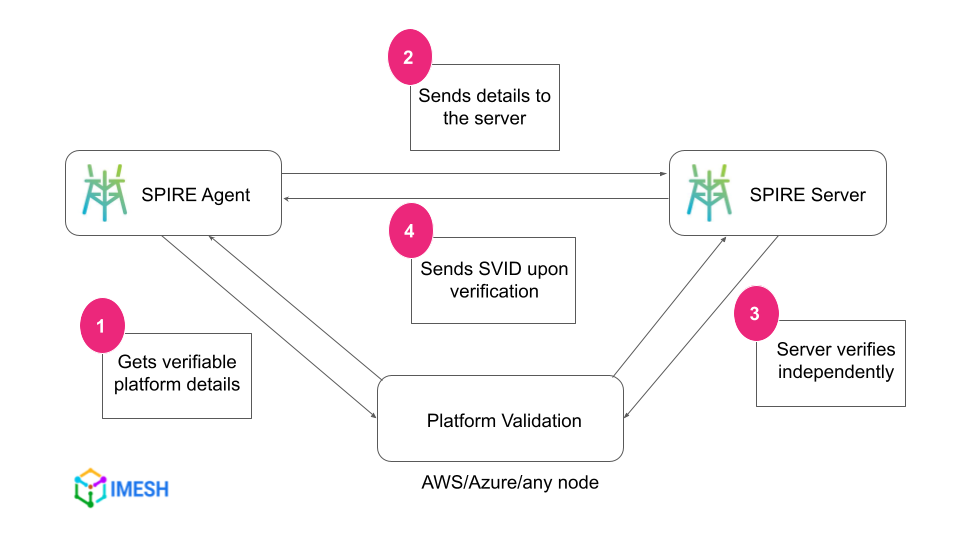 2
Sends details to
the server
SPIRE Agent
SPIRE Server
4
Sends SVID upon
verification
1
Gets verifiable
platform details
3
Server verifies
independently
Platform Validation
AWS/Azure/any node
IMESH